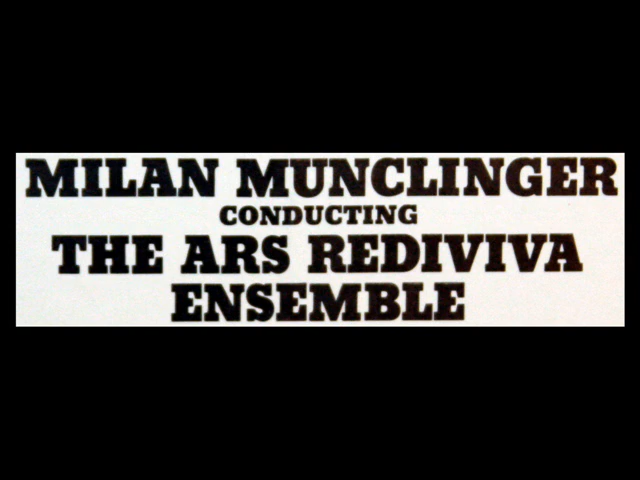 MILAN MUNCLINGER
CONDUCTING
THE ARS REDIVIVA
ENSEMBLE